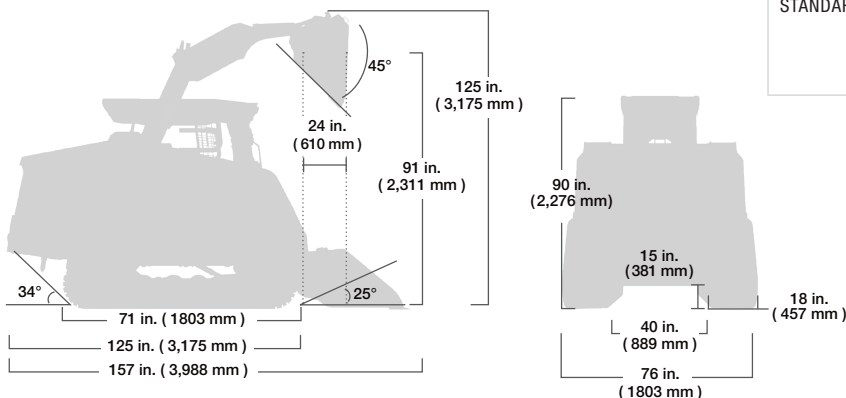 STANDAR
45°
125 in.
( 3,175 mm )
24 in.
( 610 mm )
91 in.
( 2,311 mm )
34°
25°
71 in. ( 1803 mm )
125 in. ( 3,175 mm )
157 in. ( 3,988 mm )
90 in.
(2,276 mm)
15 in.
(381 mm)
18 in.
( 457 mm)
40 in.
( 889 mm)
76 in.
( 1803 mm)